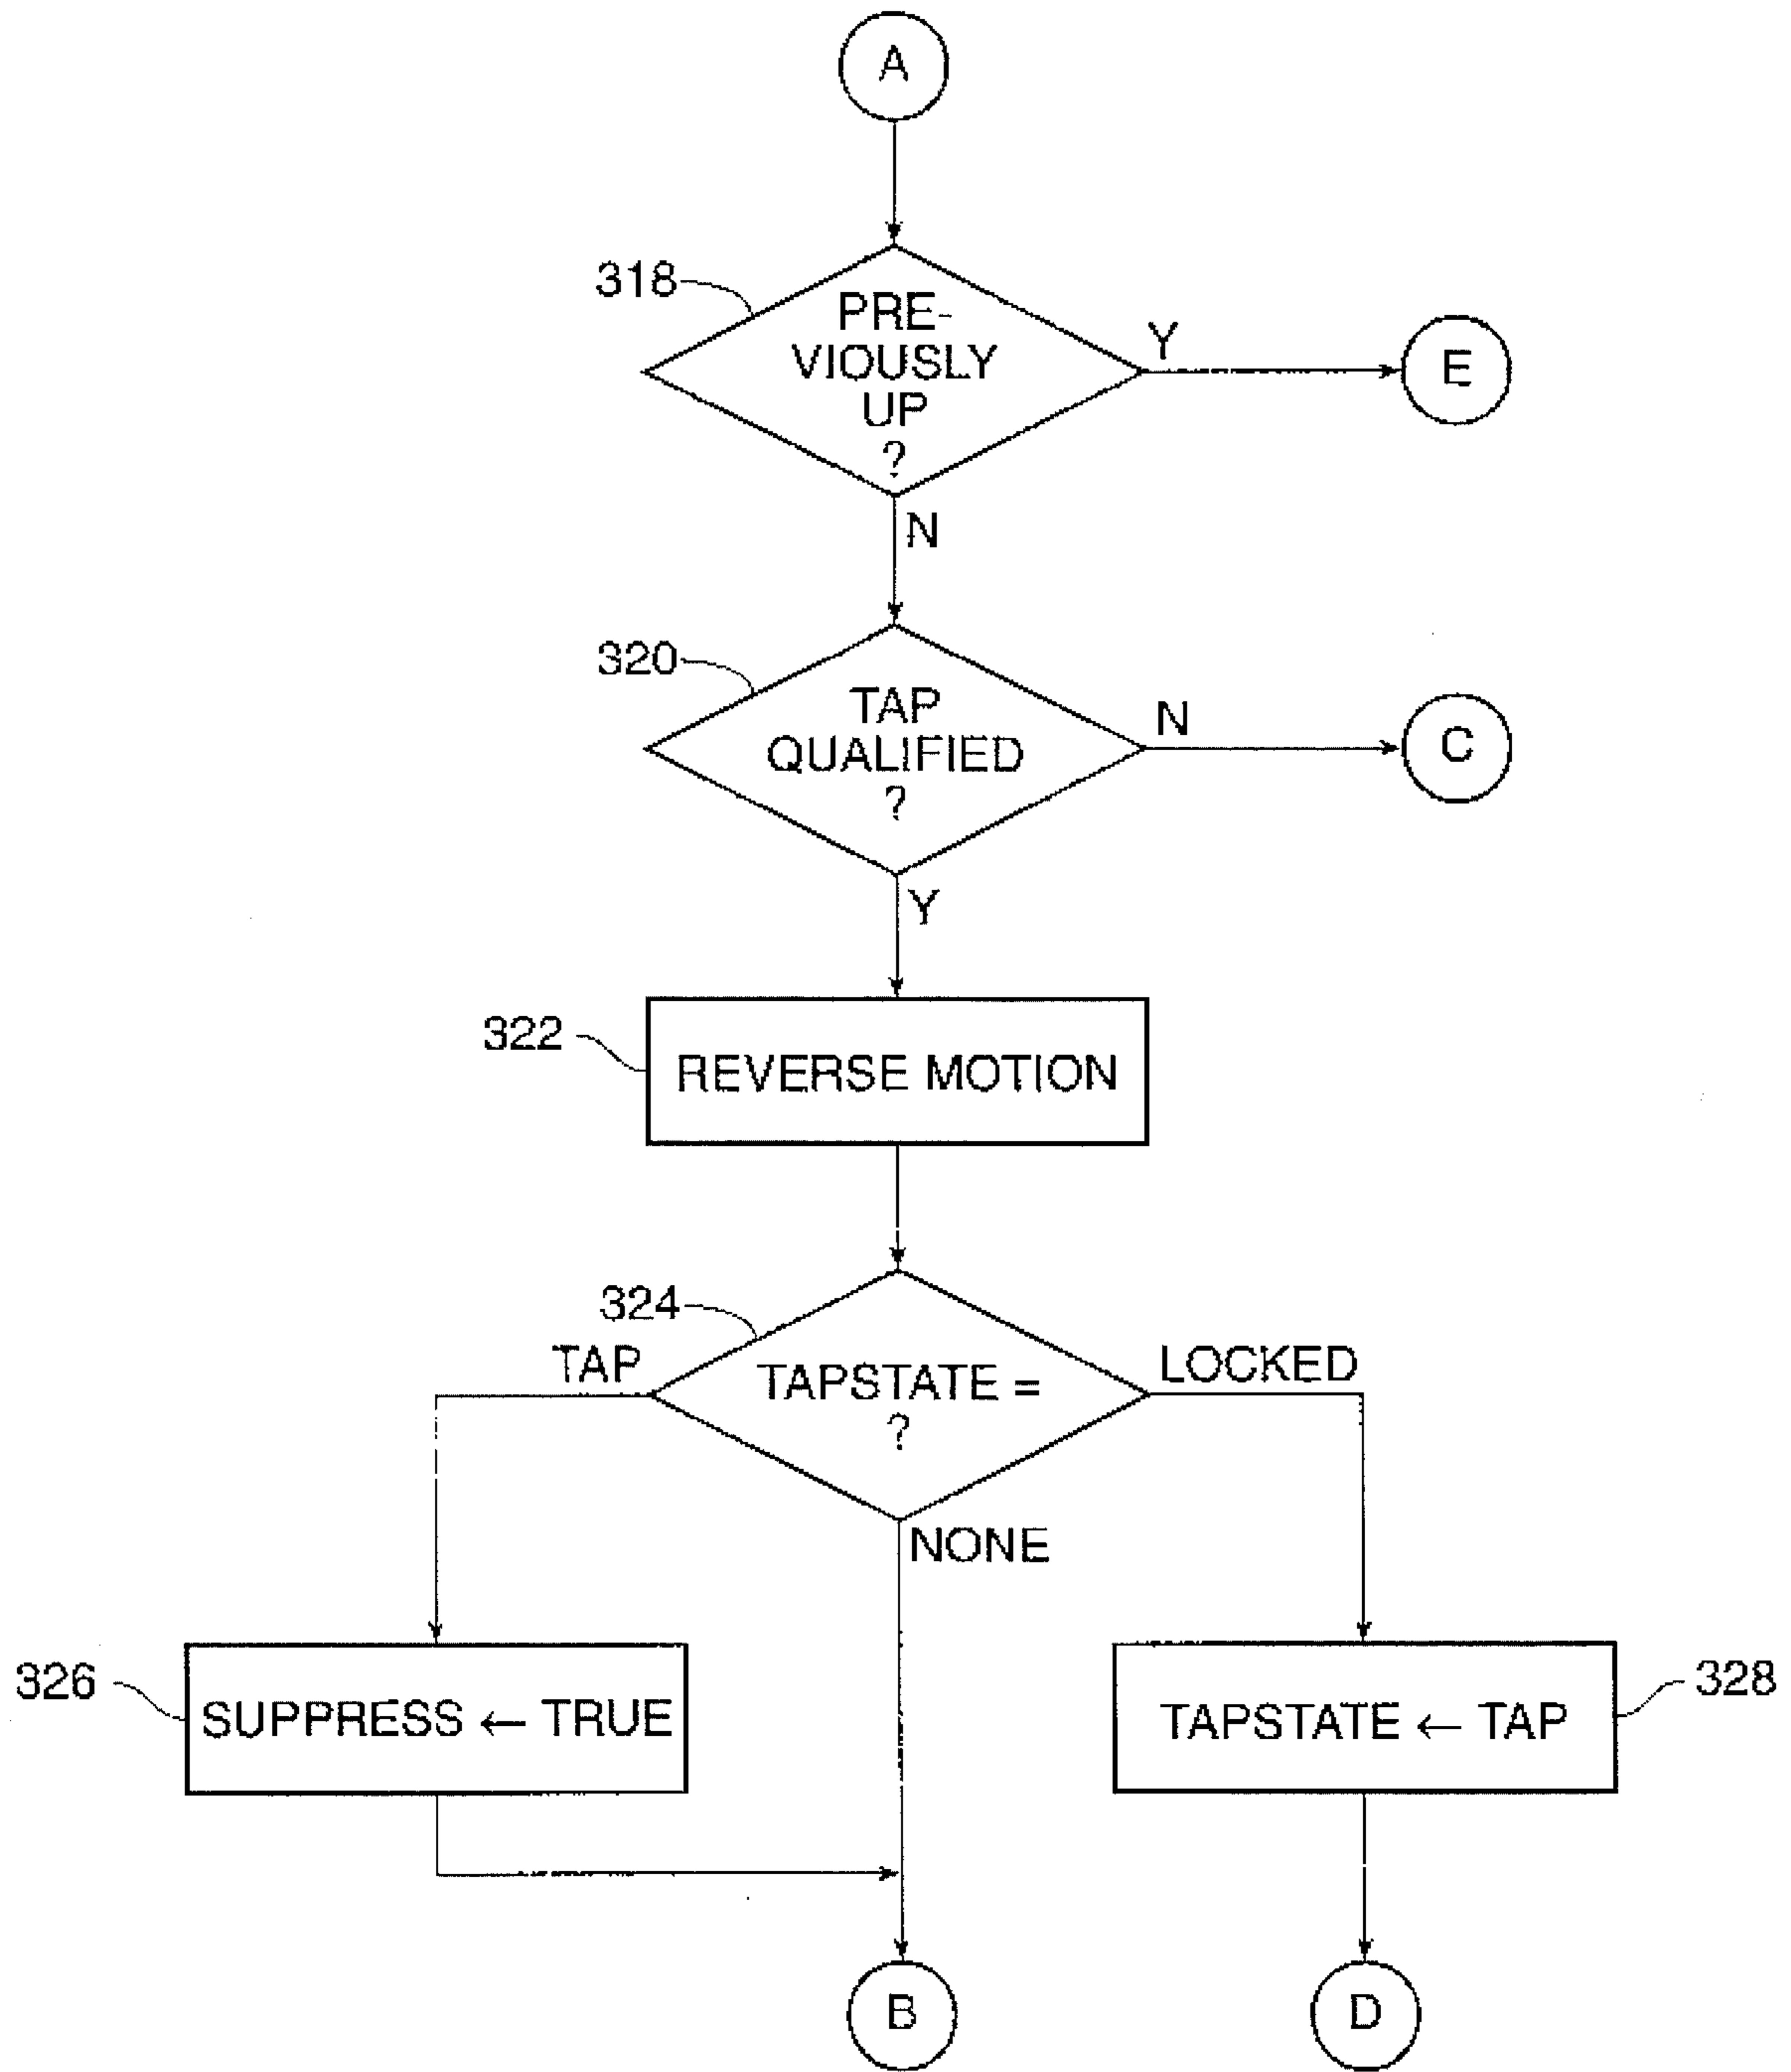 A
318
PRE-
VIOUSLY
UP
?
Y
E
N
320
TAP
QUALIFIED
?
N
C
Y
322
REVERSE MOTION
324
TAP
TAPSTATE =
?
LOCKED
NONE
326
SUPPRESS ← TRUE
TAPSTATE ← TAP
328
B
D